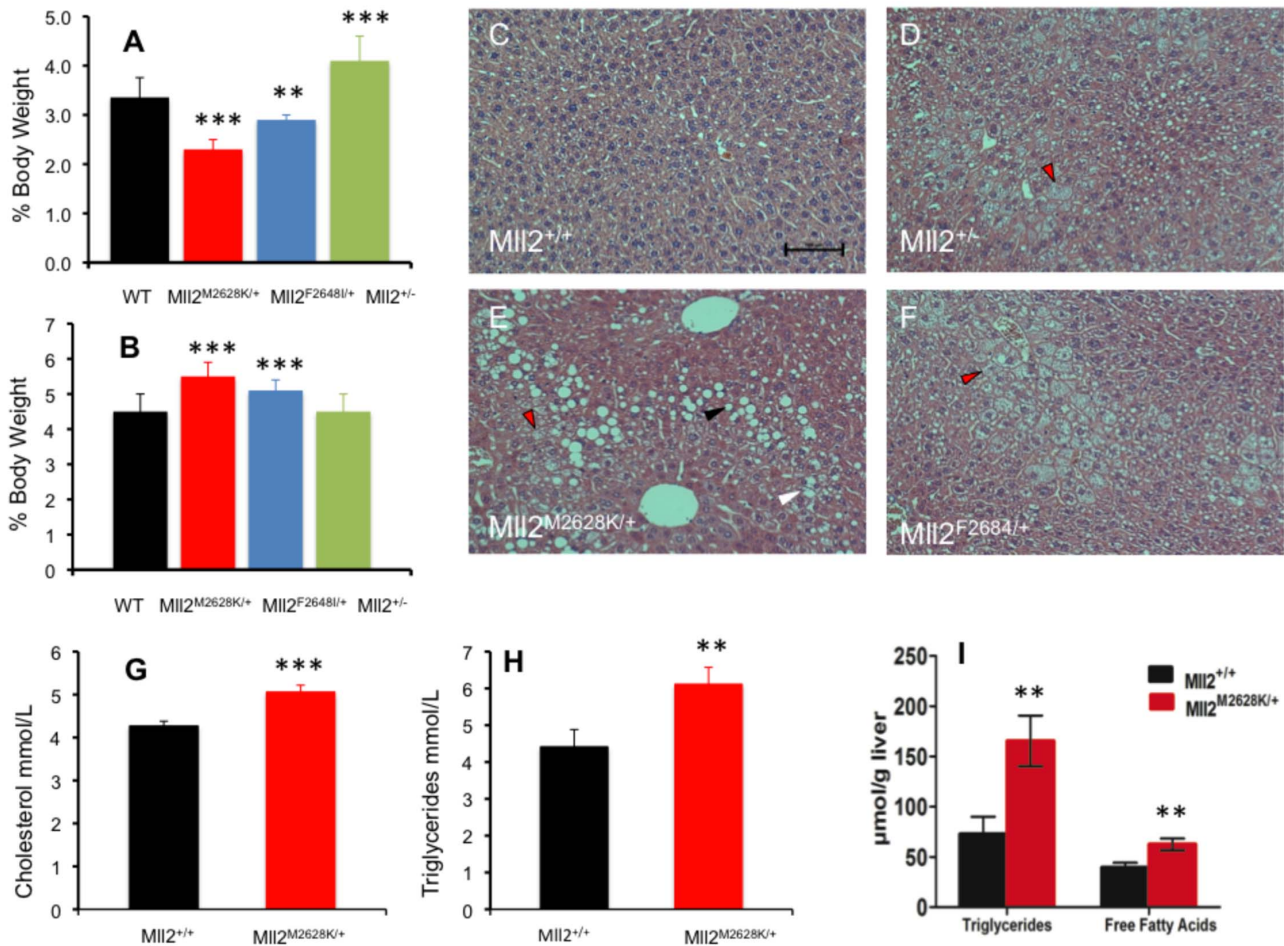 A
% Body Weight
5.0
4.0
3.0
2.0
1.0
0.0
***
**
***
WT Mll2M2628K/+ Mll2F2648I/+ Mll2+/-
B
% Body Weight
7
6
5
4
3
2
1
0
***
***
WT Mll2M2628K/+ Mll2F2648I/+ Mll2+/-
C
Mll2+/+
D
Mll2+/-
E
Mll2M2628K/+
F
Mll2F2684/+
G
Cholesterol mmol/L
6
5
4
3
2
1
0
***
Mll2+/+ Mll2M2628K/+
H
Triglycerides mmol/L
7
6
5
4
3
2
1
0
**
Mll2+/+ Mll2M2628K/+
I
µmol/g liver
250
200
150
100
50
0
**
**
Mll2+/+
Mll2M2628K/+
Triglycerides Free Fatty Acids